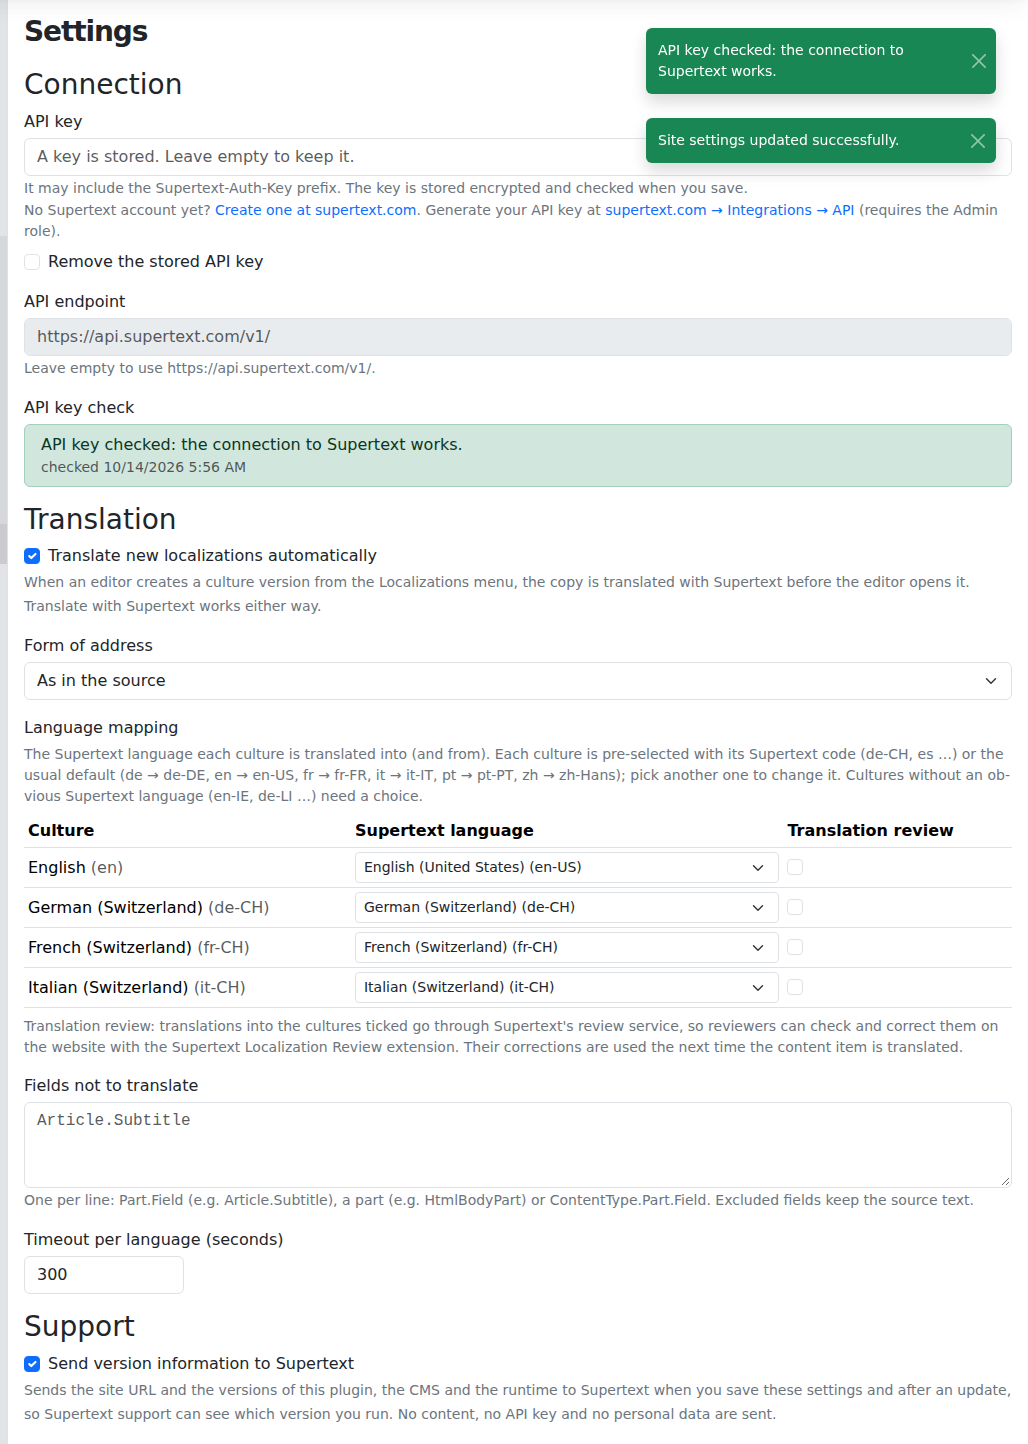 Settings
API key checked: the connection to
Supertext works.
Site settings updated successfully.
Connection
API key
A key is stored. Leave empty to keep it.
It may include the Supertext-Auth-Key prefix. The key is stored encrypted and checked when you save.
No Supertext account yet? Create one at supertext.com. Generate your API key at supertext.com → Integrations → API (requires the Admin
role).
Remove the stored API key
API endpoint
https://api.supertext.com/v1/
Leave empty to use https://api.supertext.com/v1/.
API key check
API key checked: the connection to Supertext works.
checked 10/14/2026 5:56 AM
Translation
Translate new localizations automatically
When an editor creates a culture version from the Localizations menu, the copy is translated with Supertext before the editor opens it.
Translate with Supertext works either way.
Form of address
As in the source
Language mapping
The Supertext language each culture is translated into (and from). Each culture is pre-selected with its Supertext code (de-CH, es ...) or the
usual default (de → de-DE, en → en-US, fr → fr-FR, it → it-IT, pt → pt-PT, zh → zh-Hans); pick another one to change it. Cultures without an ob-
vious Supertext language (en-IE, de-LI ...) need a choice.
Culture Supertext language Translation review
English (en) English (United States) (en-US)
German (Switzerland) (de-CH) German (Switzerland) (de-CH)
French (Switzerland) (fr-CH) French (Switzerland) (fr-CH)
Italian (Switzerland) (it-CH) Italian (Switzerland) (it-CH)
Translation review: translations into the cultures ticked go through Supertext's review service, so reviewers can check and correct them on
the website with the Supertext Localization Review extension. Their corrections are used the next time the content item is translated.
Fields not to translate
Article.Subtitle
One per line: Part.Field (e.g. Article.Subtitle), a part (e.g. HtmlBodyPart) or ContentType.Part.Field. Excluded fields keep the source text.
Timeout per language (seconds)
300
Support
Send version information to Supertext
Sends the site URL and the versions of this plugin, the CMS and the runtime to Supertext when you save these settings and after an update,
so Supertext support can see which version you run. No content, no API key and no personal data are sent.